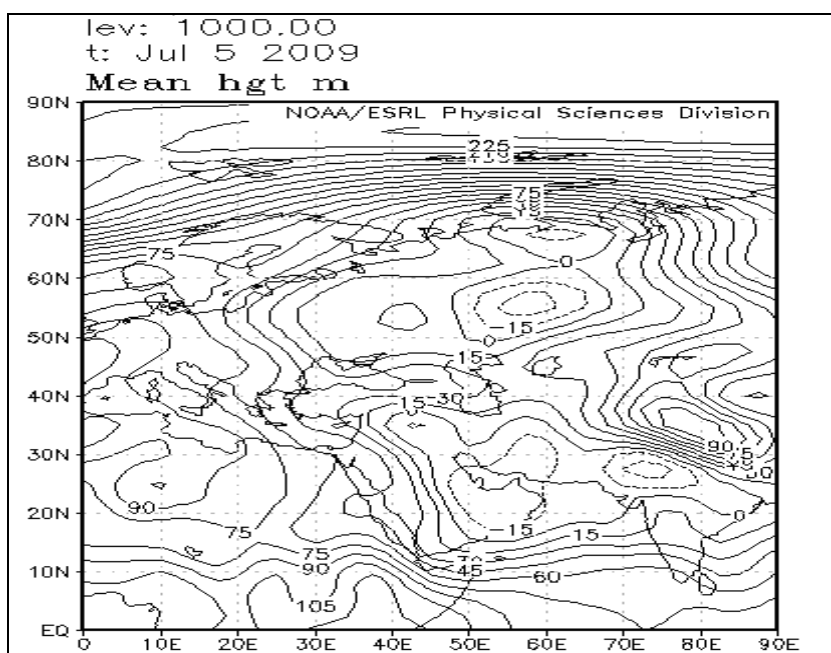 lev: 1000.00
t: Jul 5 2009
Mean hgt m
NOAA/ESRL Physical Sciences Division
90N
225
80N
75
70N
75
0
60N
-15
0
50N
15
40N
15
30
90
75
30N
90
0
20N
75
-15
15
75
90
45
60
10N
105
EQ
0 10E 20E 30E 40E 50E 60E 70E 80E 90E